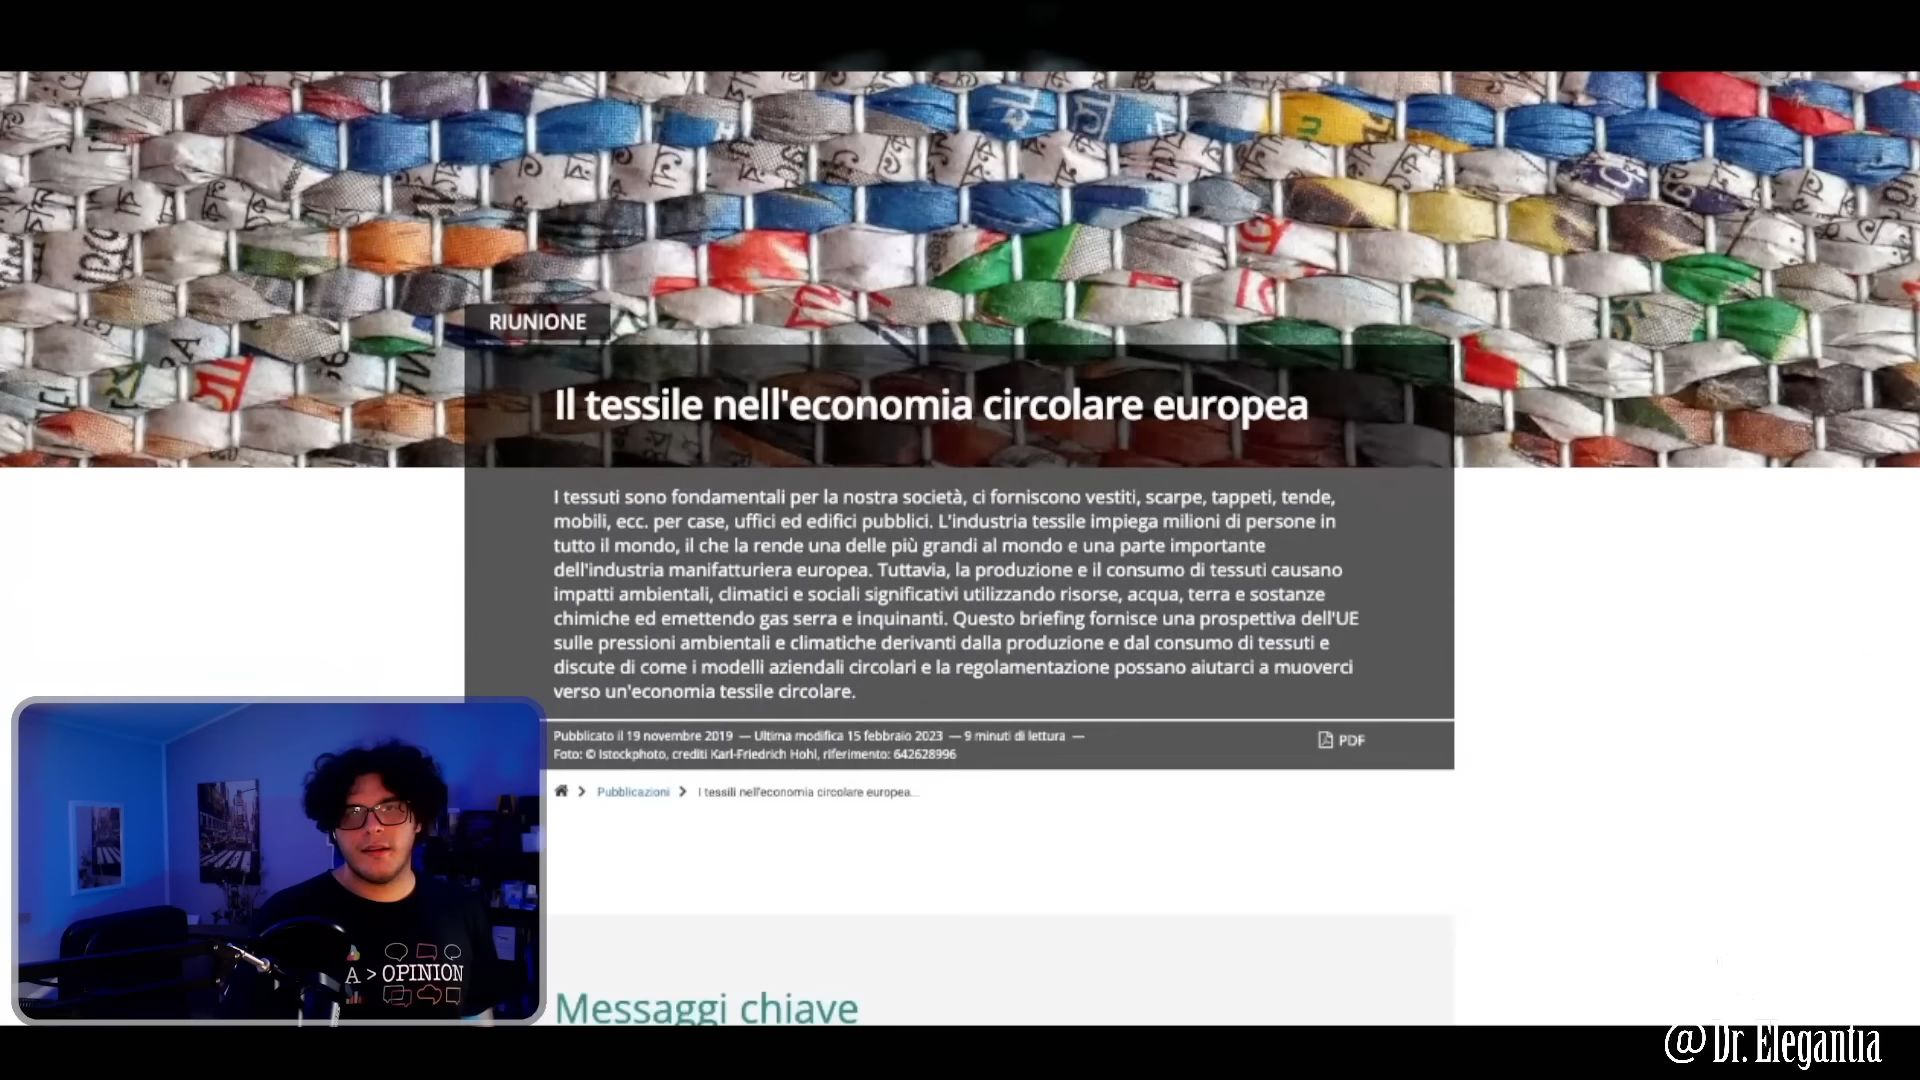 RIUNIONE
Il tessile nell'economia circolare europea
I tessuti sono fondamentali per la nostra società, ci forniscono vestiti, scarpe, tappeti, tende,
mobili, ecc. per case, uffici ed edifici pubblici. L'industria tessile impiega milioni di persone in
tutto il mondo, il che la rende una delle più grandi al mondo e una parte importante
dell'industria manifatturiera europea. Tuttavia, la produzione e il consumo di tessuti causano
impatti ambientali, climatici e sociali significativi utilizzando risorse, acqua, terra e sostanze
chimiche ed emettendo gas serra e inquinanti. Questo briefing fornisce una prospettiva dell'UE
sulle pressioni ambientali e climatiche derivanti dalla produzione e dal consumo di tessuti e
discute di come i modelli aziendali circolari e la regolamentazione possano aiutarci a muoverci
verso un'economia tessile circolare.
Pubblicato il 19 novembre 2019 — Ultima modifica 15 febbraio 2023 — 9 minuti di lettura —
Foto: © Istockphoto, crediti Karl-Friedrich Hohl, riferimento: 642628996
PDF
Pubblicazioni > I tessili nell'economia circolare europea...
A > OPINION
Messaggi chiave
@Dr. Elegantia